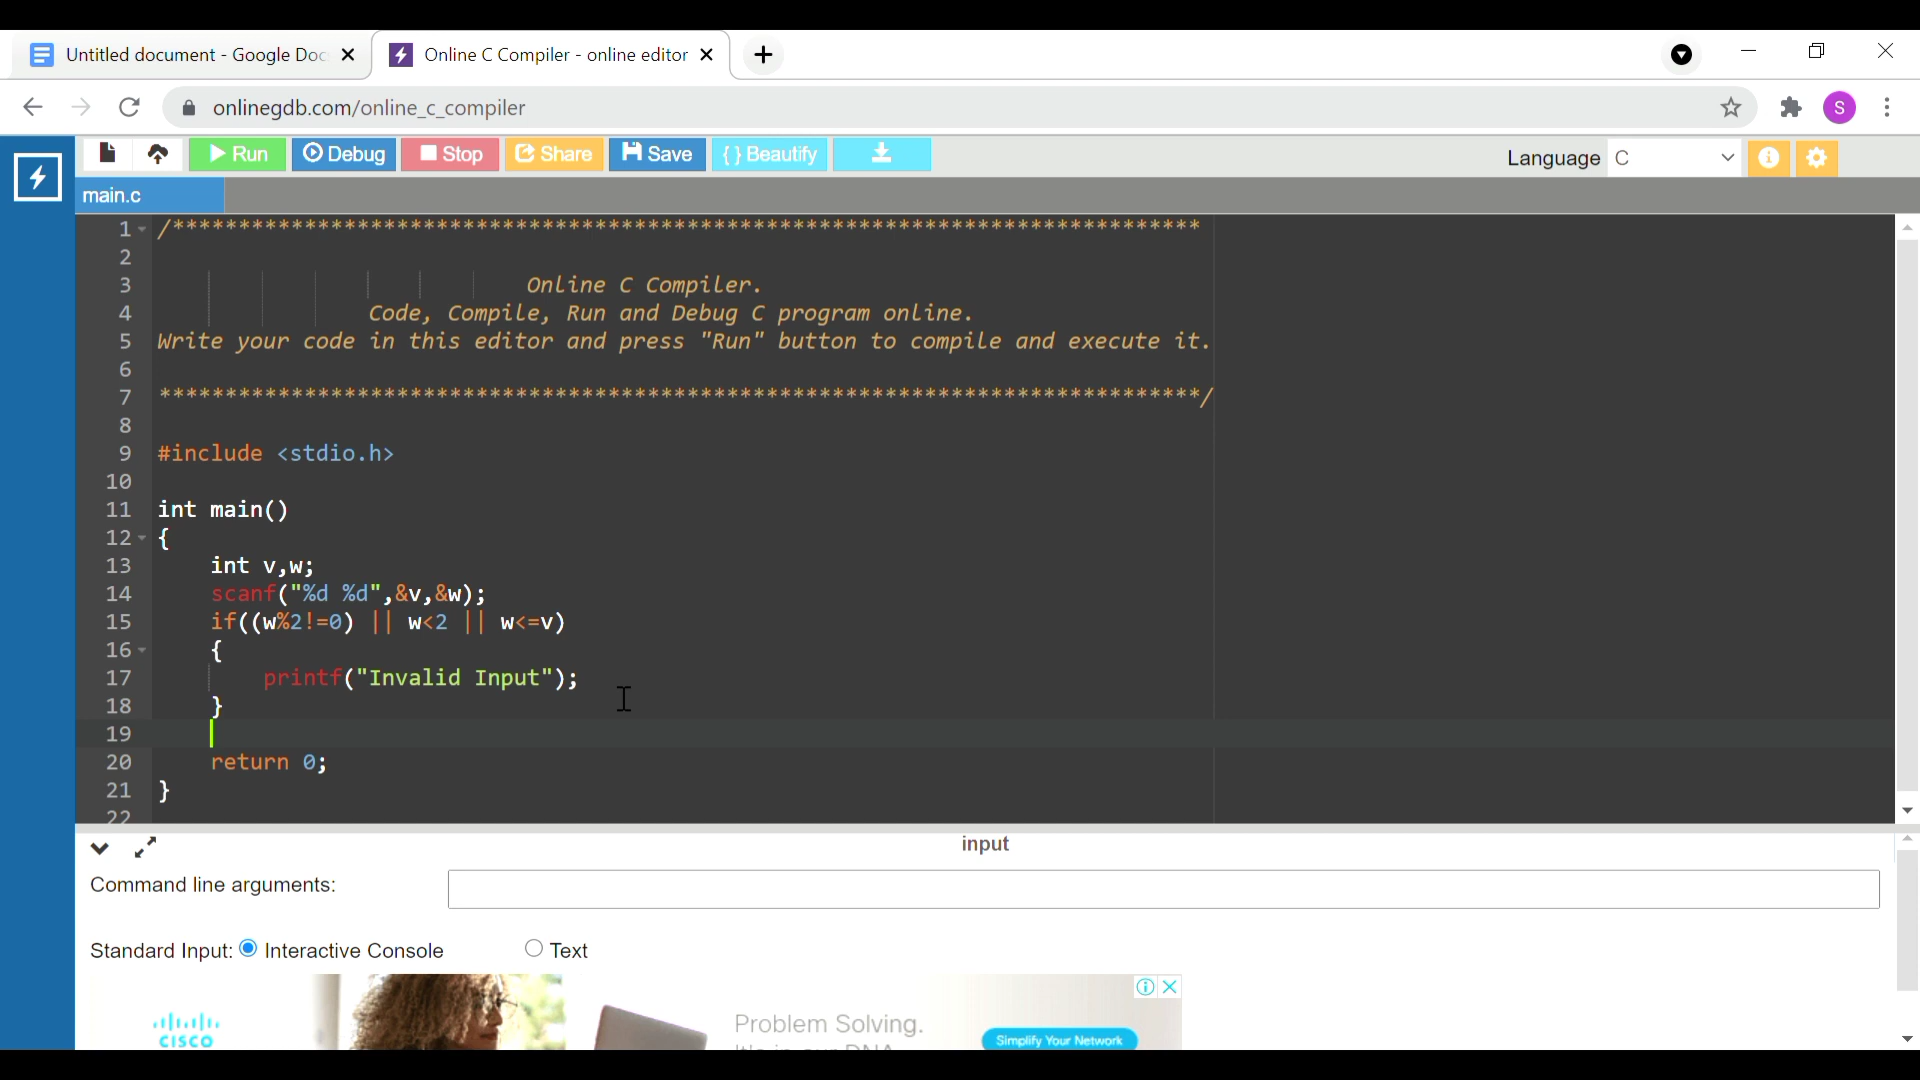 Untitled document - Google Doc
Online C Compiler - online editor
onlinegdb.com/online_c_compiler
S
Run
Debug
Stop
Share
Save
{ } Beautify
Language
C
main.c
1 /******************************************************************************
2
3 Online C Compiler.
4 Code, Compile, Run and Debug C program online.
5 Write your code in this editor and press "Run" button to compile and execute it.
6
7 *******************************************************************************/
8
9 #include <stdio.h>
10
11 int main()
12 {
13 int v,w;
14 scanf("%d %d",&v,&w);
15 if((w%2!=0) || w<2 || w<=v)
16 {
17 printf("Invalid Input");
18 }
19
20 return 0;
21 }
22
input
Command line arguments:
Standard Input: Interactive Console Text
CISCO
Problem Solving.
Simplify Your Network